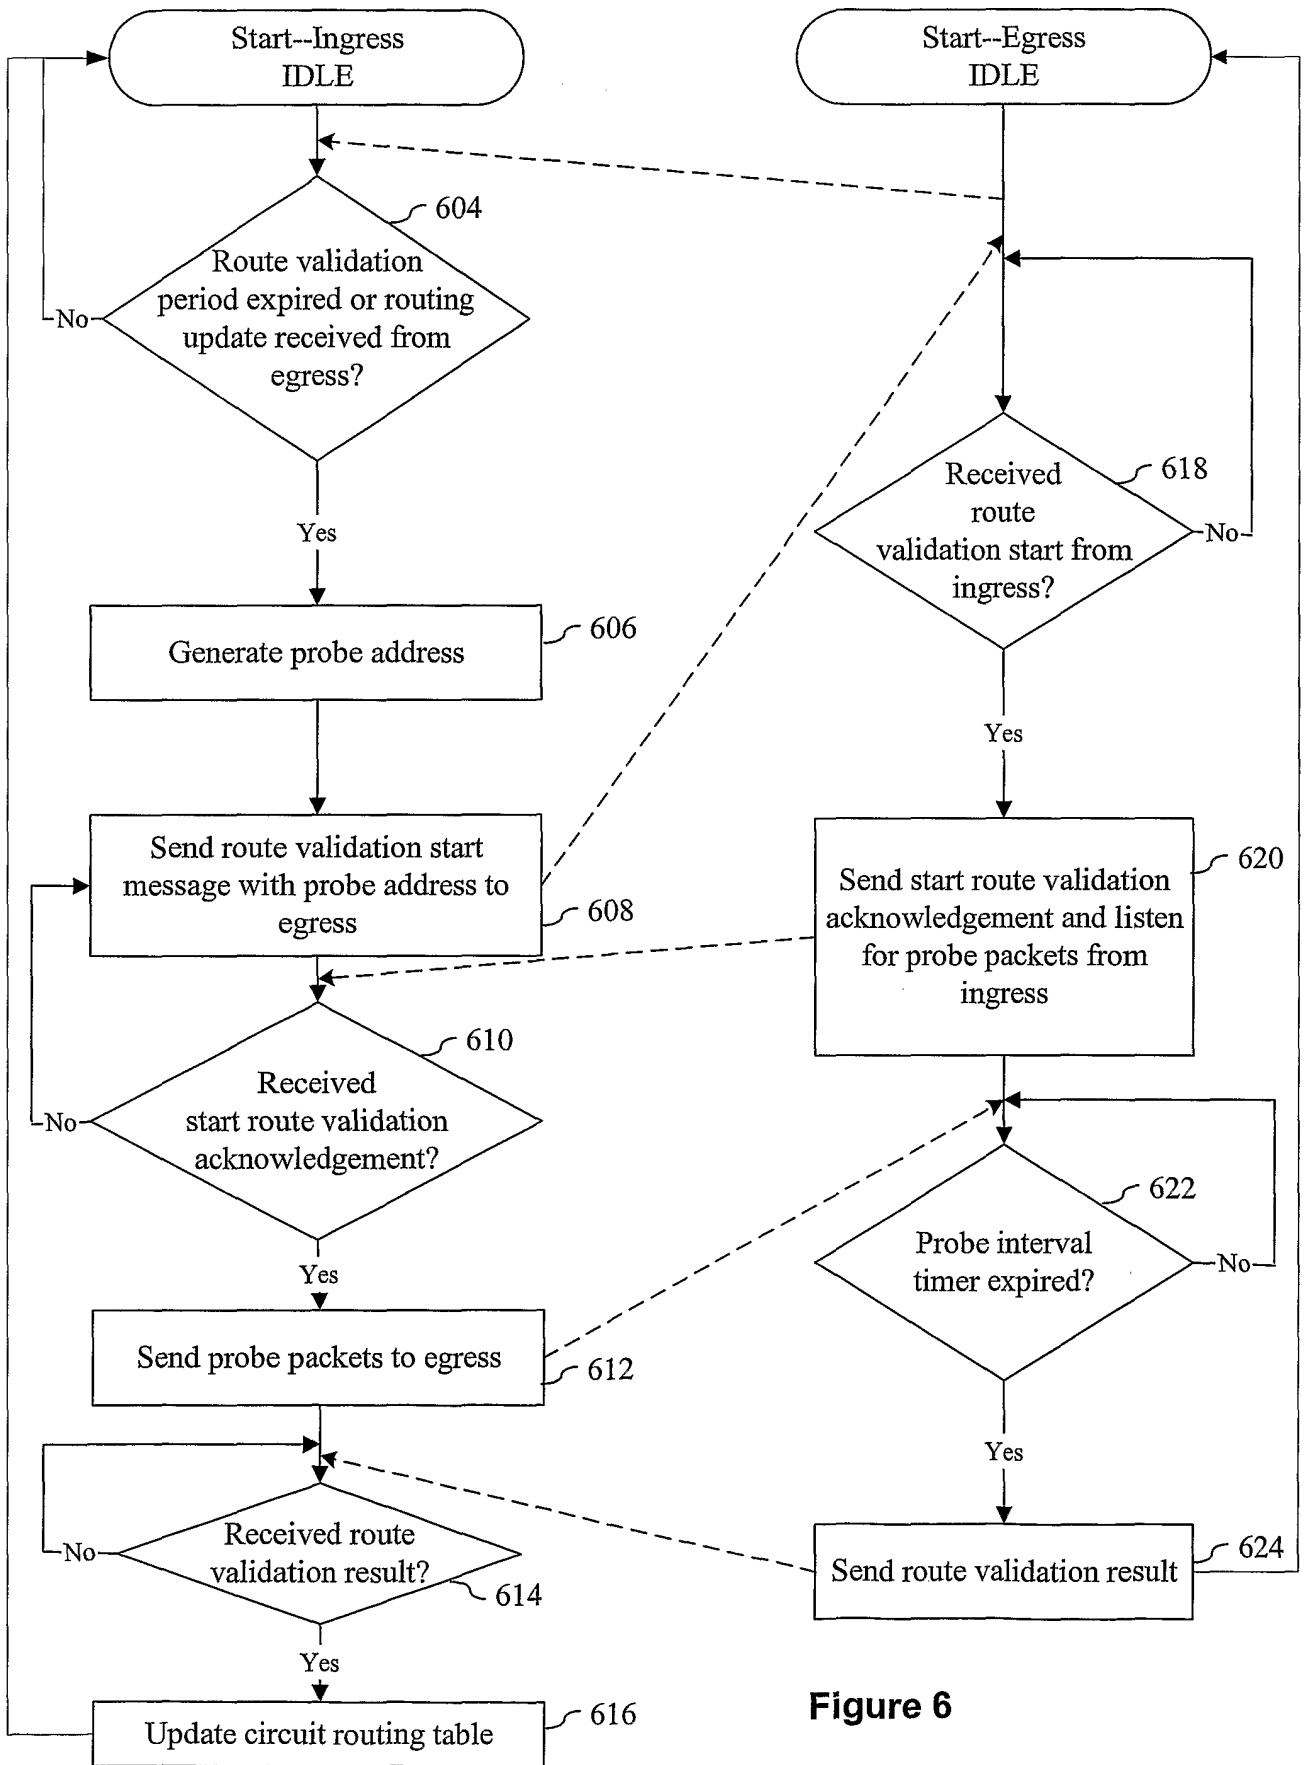 Start--Ingress
IDLE
604
Route validation
period expired or routing
update received from
egress?
No
Yes
Generate probe address
606
Send route validation start
message with probe address to
egress
608
610
Received
start route validation
acknowledgement?
No
Yes
Send probe packets to egress
612
Received route
validation result?
614
No
Yes
Update circuit routing table
616
Start--Egress
IDLE
Received
route
validation start from
ingress?
618
No
Yes
620
Send start route validation
acknowledgement and listen
for probe packets from
ingress
622
Probe interval
timer expired?
No
Yes
Send route validation result
624
Figure 6